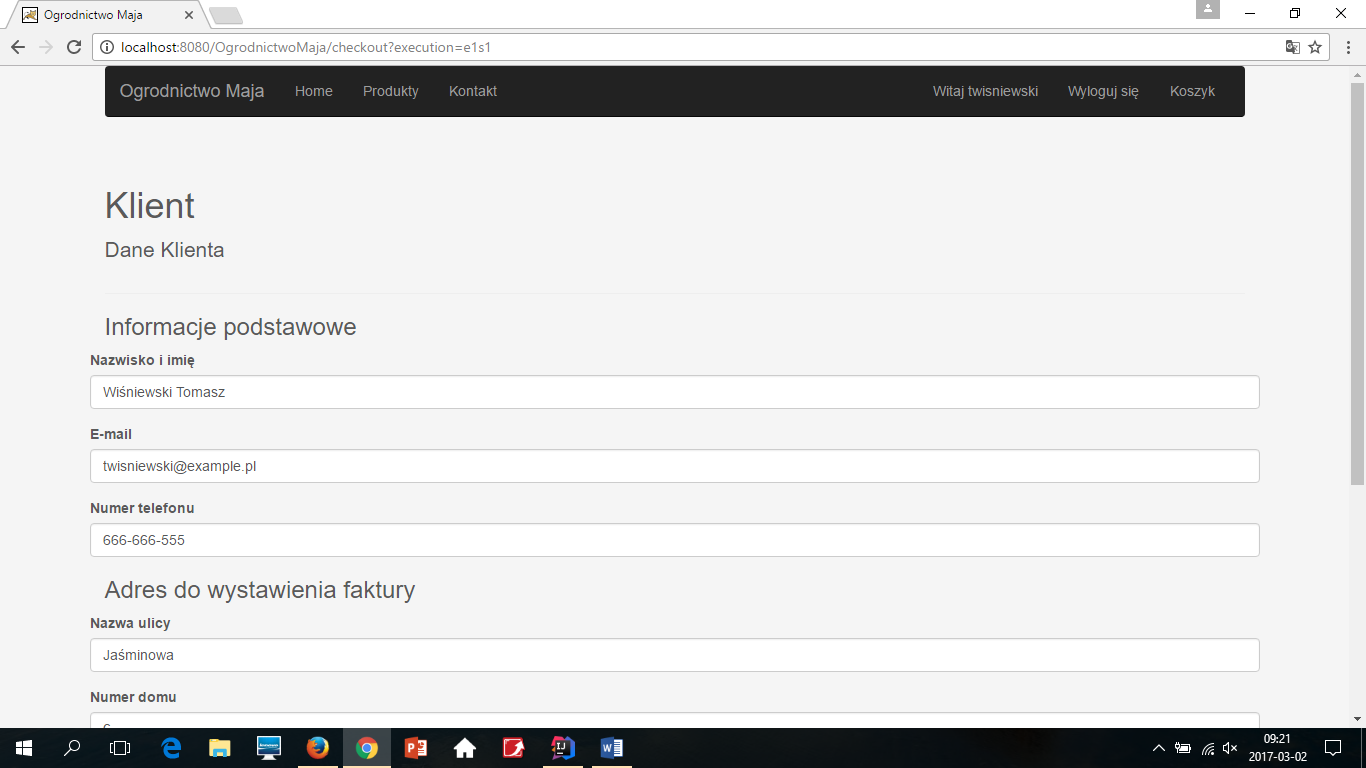 Ogrodnictwo Maja
localhost:8080/OgrodnictwoMaja/checkout?execution=e1s1
Ogrodnictwo Maja Home Produkty Kontakt Witaj twisniewski Wyloguj się Koszyk
Klient
Dane Klienta
Informacje podstawowe
Nazwisko i imię
Wiśniewski Tomasz
E-mail
twisniewski@example.pl
Numer telefonu
666-666-555
Adres do wystawienia faktury
Nazwa ulicy
Jaśminowa
Numer domu
09:21
2017-03-02